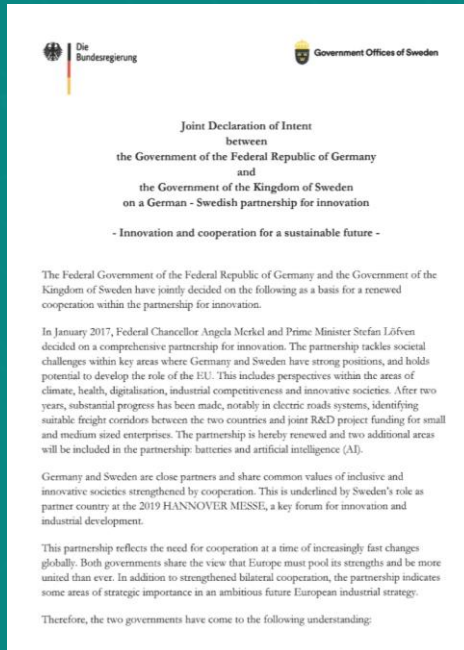 Die
Bundesregierung
Government Offices of Sweden
Joint Declaration of Intent
between
the Government of the Federal Republic of Germany
and
the Government of the Kingdom of Sweden
on a German - Swedish partnership for innovation
- Innovation and cooperation for a sustainable future -
The Federal Government of the Federal Republic of Germany and the Government of the
Kingdom of Sweden have jointly decided on the following as a basis for a renewed
cooperation within the partnership for innovation.
In January 2017, Federal Chancellor Angela Merkel and Prime Minister Stefan Löfven
decided on a comprehensive partnership for innovation. The partnership tackles societal
challenges within key areas where Germany and Sweden have strong positions, and holds
potential to develop the role of the EU. This includes perspectives within the areas of
climate, health, digitalisation, industrial competitiveness and innovative societies. After two
years, substantial progress has been made, notably in electric roads systems, identifying
suitable freight corridors between the two countries and joint R&D project funding for small
and medium sized enterprises. The partnership is hereby renewed and two additional areas
will be included in the partnership: batteries and artificial intelligence (AI).
Germany and Sweden are close partners and share common values of inclusive and
innovative societies strengthened by cooperation. This is underlined by Sweden's role as
partner country at the 2019 HANNOVER MESSE, a key forum for innovation and
industrial development.
This partnership reflects the need for cooperation at a time of increasingly fast changes
globally. Both governments share the view that Europe must pool its strengths and be more
united than ever. In addition to strengthened bilateral cooperation, the partnership indicates
some areas of strategic importance in an ambitious future European industrial strategy.
Therefore, the two governments have come to the following understanding: